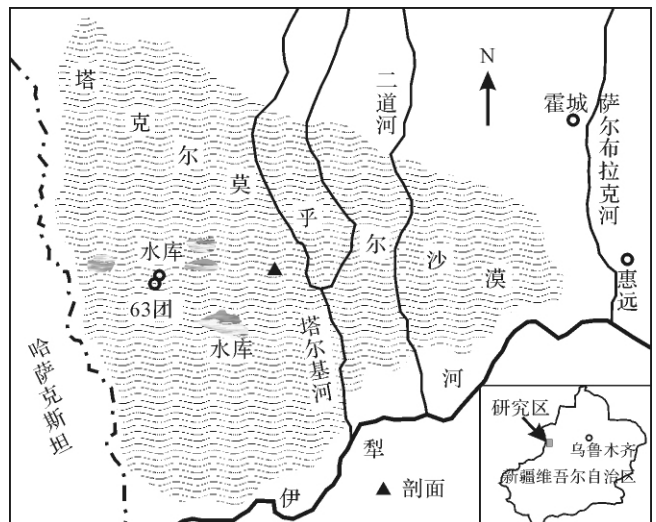 塔克尔莫乎尔沙漠
二道河
N
霍城
萨尔布拉克河
水库
63团
水库
惠远
塔尔基河
哈萨克斯坦
伊犁河
剖面
研究区
乌鲁木齐
新疆维吾尔自治区